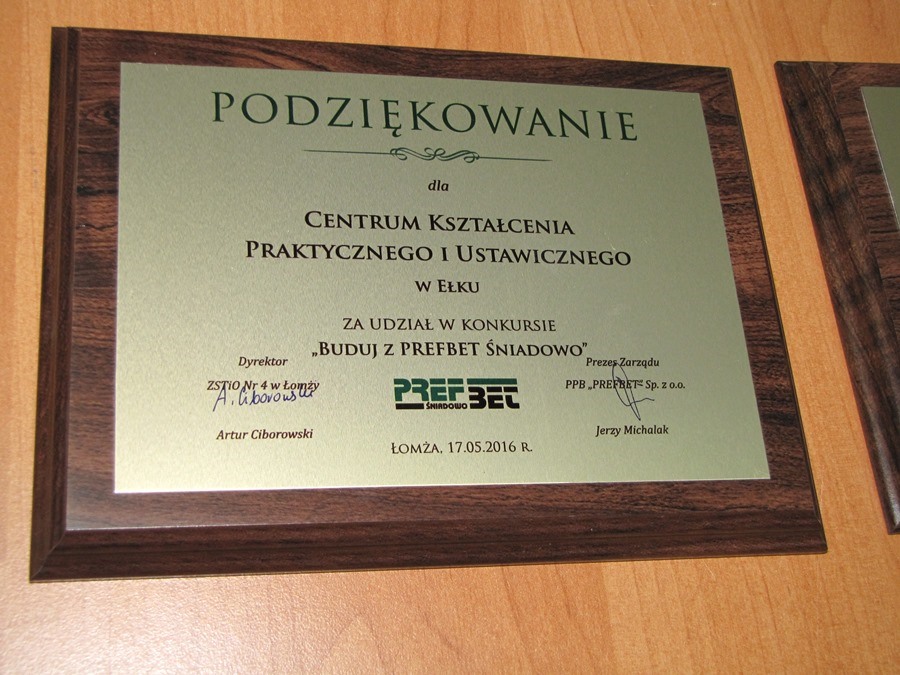 PODZIĘKOWANIE
dla
CENTRUM KSZTAŁCENIA
PRAKTYCZNEGO I USTAWICZNEGO
W EŁKU
ZA UDZIAŁ W KONKURSIE
„BUDUJ Z PREFBET ŚNIADOWO”
Dyrektor
ZSTiO Nr 4 w Łomży
A. Ciborowski
Artur Ciborowski
PREFBET
ŚNIADOWO
Prezes Zarządu
PPB „PREFBET” Sp. z o.o.
Jerzy Michalak
ŁOMŻA, 17.05.2016 R.